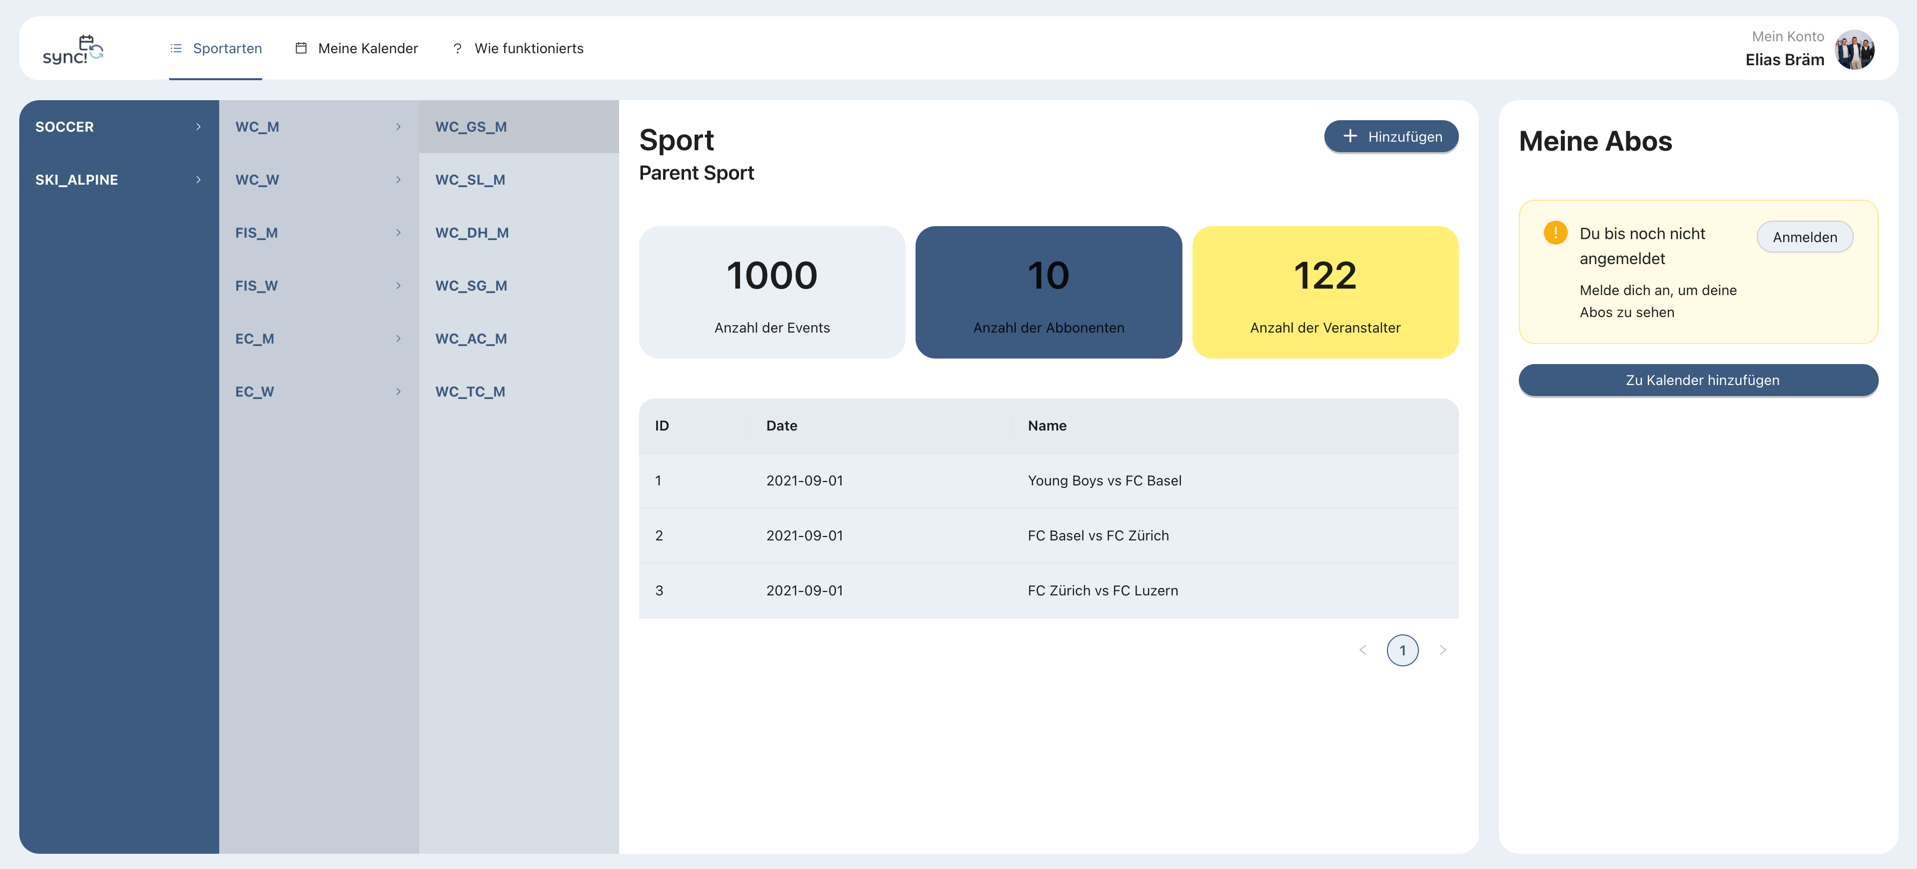 sync!
Sportarten
Meine Kalender
? Wie funktionierts
Mein Konto
Elias Bräm
SOCCER
SKI_ALPINE
WC_M
WC_W
FIS_M
FIS_W
EC_M
EC_W
WC_GS_M
WC_SL_M
WC_DH_M
WC_SG_M
WC_AC_M
WC_TC_M
Sport
Parent Sport
+ Hinzufügen
1000
Anzahl der Events
10
Anzahl der Abbonenten
122
Anzahl der Veranstalter
ID Date Name
1 2021-09-01 Young Boys vs FC Basel
2 2021-09-01 FC Basel vs FC Zürich
3 2021-09-01 FC Zürich vs FC Luzern
< 1 >
Meine Abos
Du bis noch nicht
angemeldet
Melde dich an, um deine
Abos zu sehen
Anmelden
Zu Kalender hinzufügen